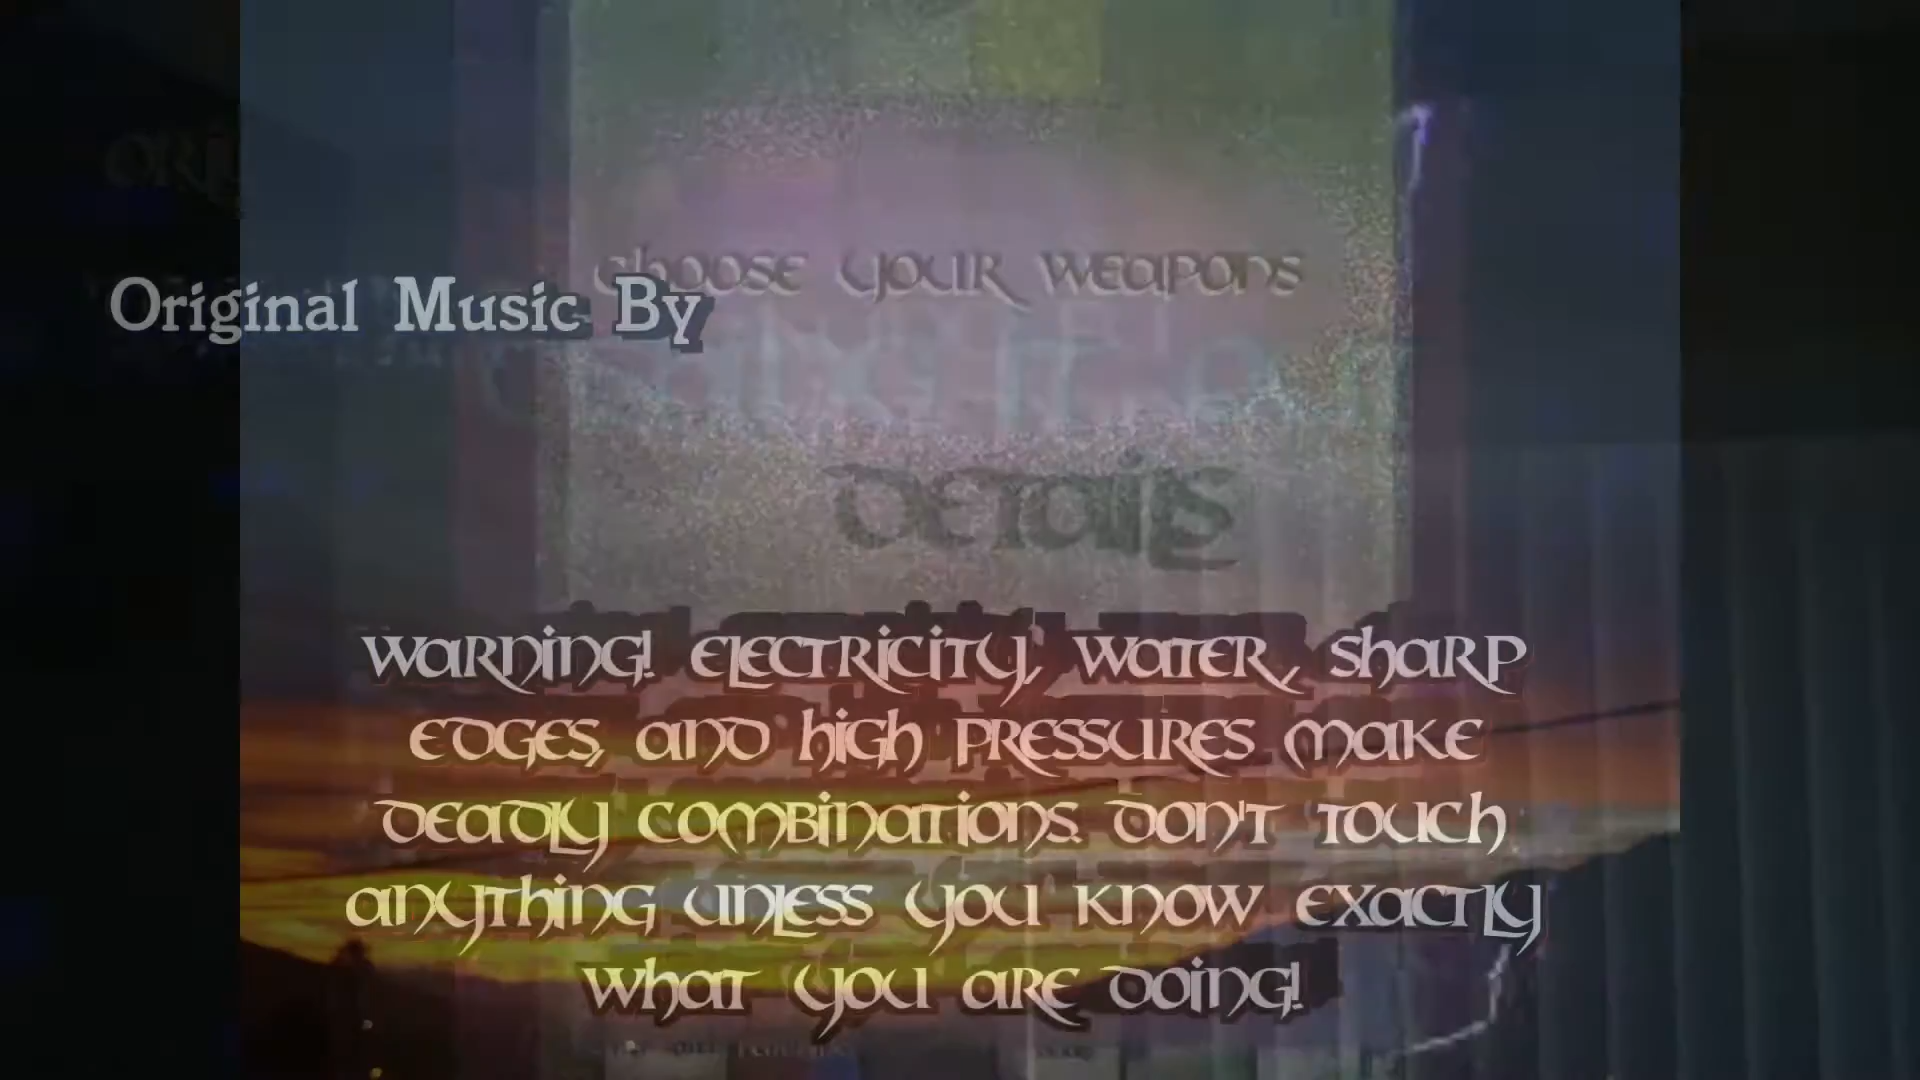 Choose your weapons
Original Music By
Details
Warning! Electricity, water, sharp
edges, and high pressures make
deadly combinations. Don't touch
anything unless you know exactly
what you are doing!